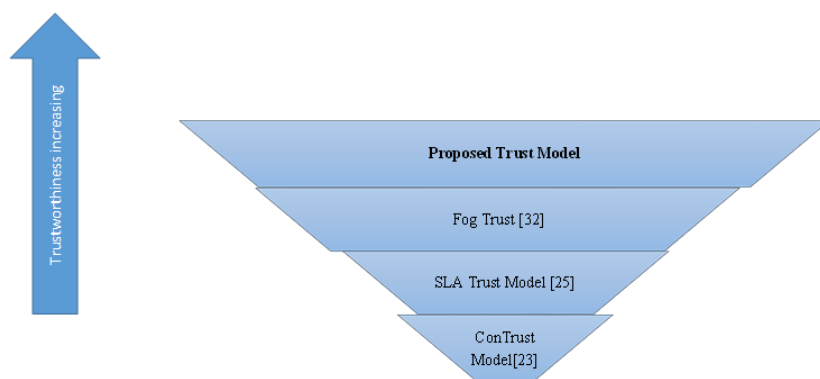 Trustworthiness increasing
Proposed Trust Model
Fog Trust [32]
SLA Trust Model [25]
ConTrust
Model[23]